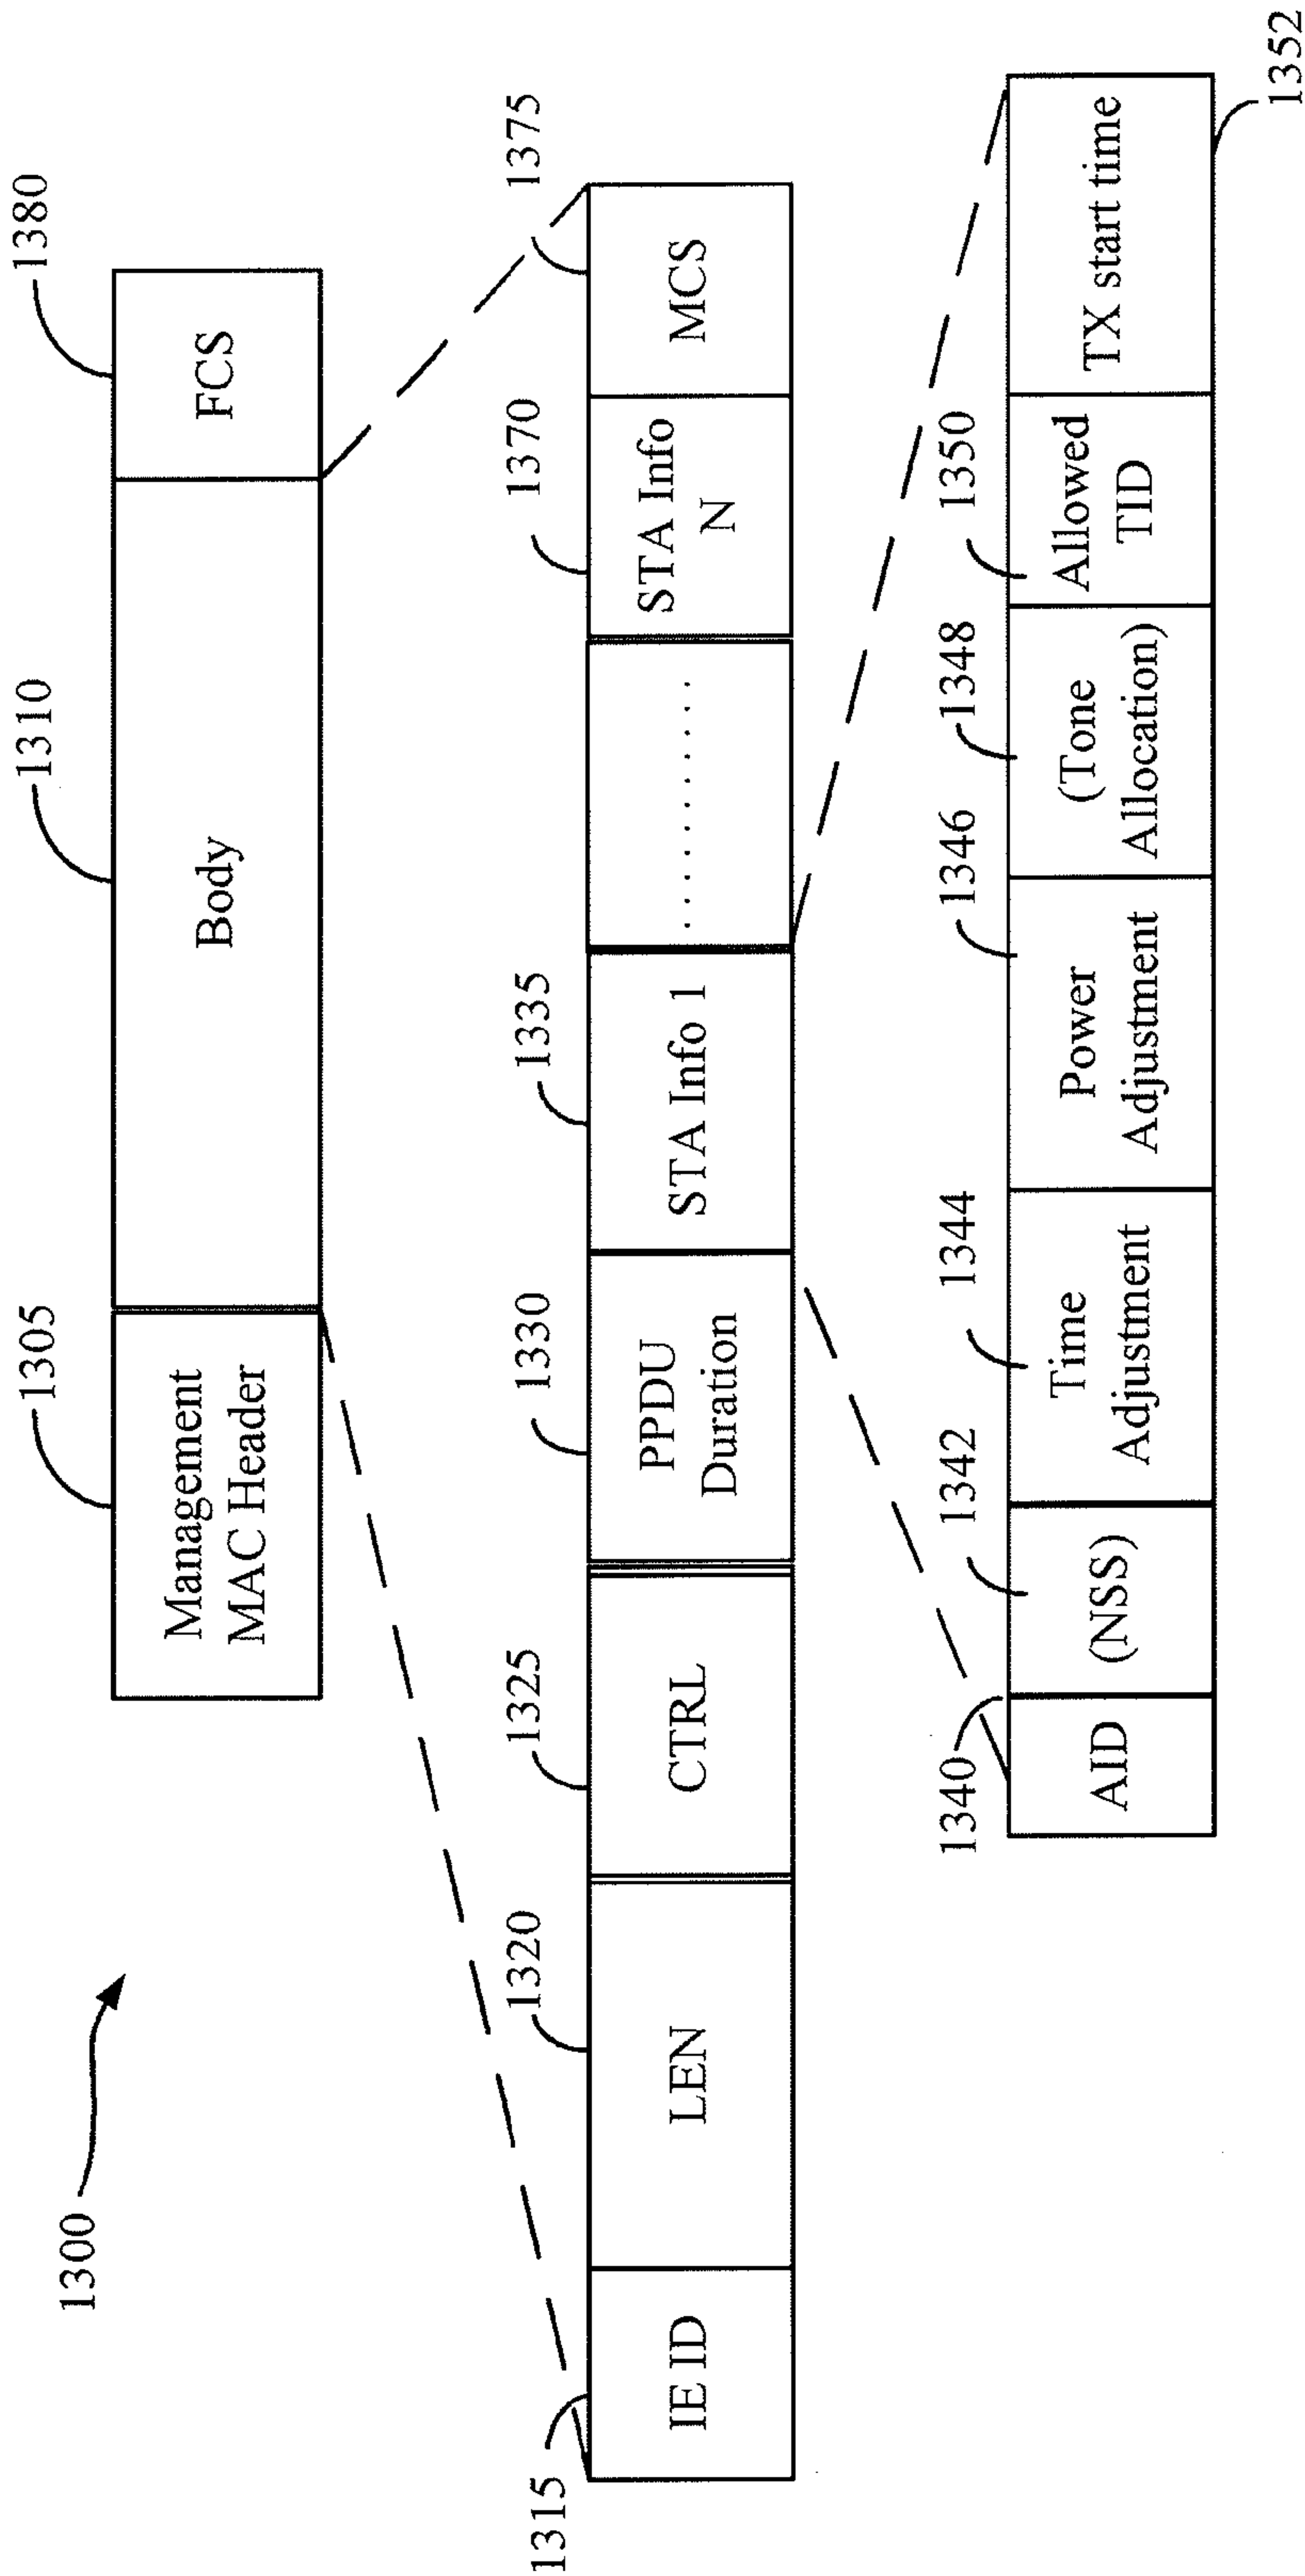 1300
1305
1310
1380
Management
MAC Header
Body
FCS
1315
1320
1325
1330
1335
1370
1375
IE ID
LEN
CTRL
PPDU
Duration
STA Info 1
..........
STA Info
N
MCS
1340
1342
1344
1346
1348
1350
AID
(NSS)
Time
Adjustment
Power
Adjustment
(Tone
Allocation)
Allowed
TID
TX start time
1352